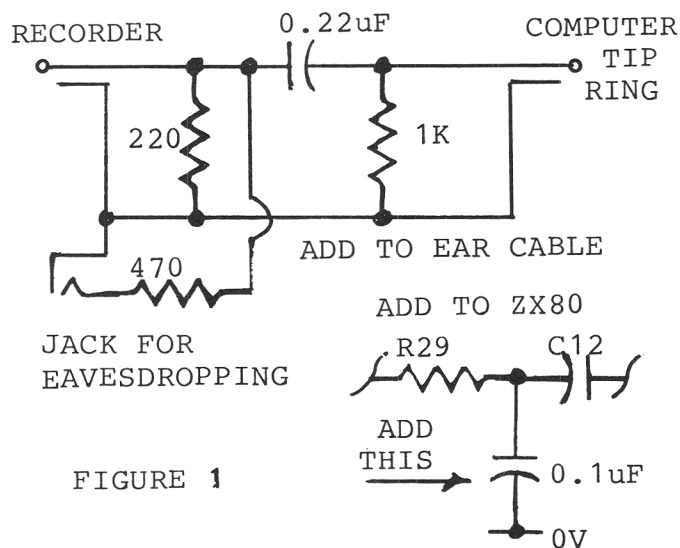 RECORDER
0.22uF
COMPUTER
TIP
RING
220
1K
ADD TO EAR CABLE
470
JACK FOR
EAVESDROPPING
ADD TO ZX80
R29
C12
ADD
THIS
0.1uF
0V
FIGURE 1